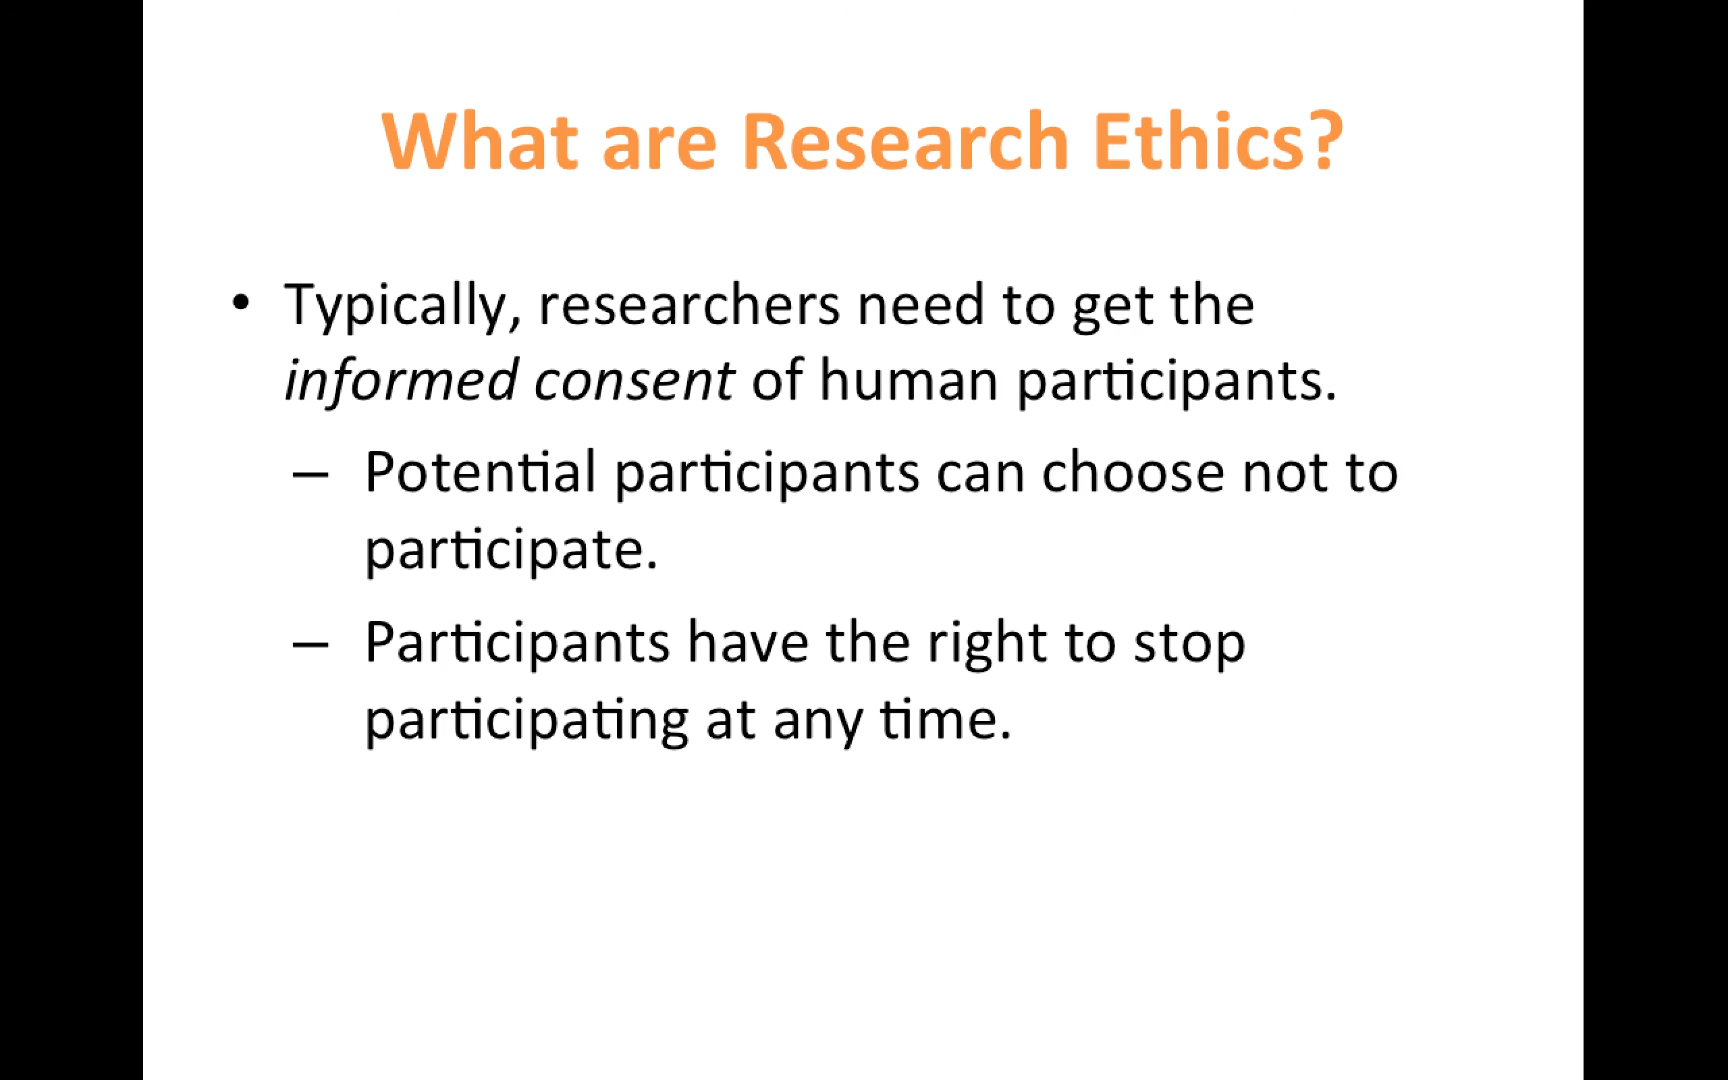 What are Research Ethics?
• Typically, researchers need to get the
informed consent of human participants.
– Potential participants can choose not to
participate.
– Participants have the right to stop
participating at any time.